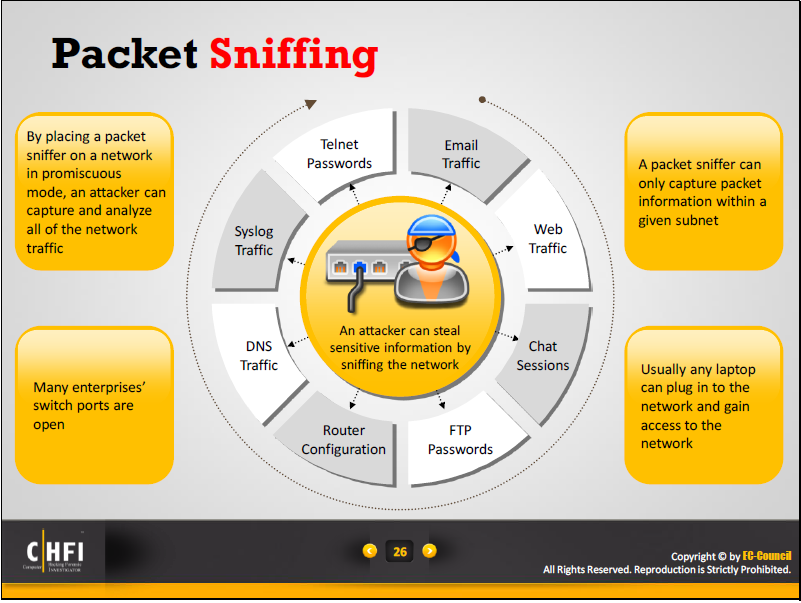 Packet Sniffing
By placing a packet
sniffer on a network
in promiscuous
mode, an attacker can
capture and analyze
all of the network
traffic
Many enterprises’
switch ports are
open
Telnet
Passwords
Email
Traffic
Syslog
Traffic
Web
Traffic
DNS
Traffic
Chat
Sessions
Router
Configuration
FTP
Passwords
An attacker can steal
sensitive information by
sniffing the network
A packet sniffer can
only capture packet
information within a
given subnet
Usually any laptop
can plug in to the
network and gain
access to the
network
CHFI
Computer Hacking Forensic
INVESTIGATOR
26
Copyright © by EC-Council
All Rights Reserved. Reproduction is Strictly Prohibited.